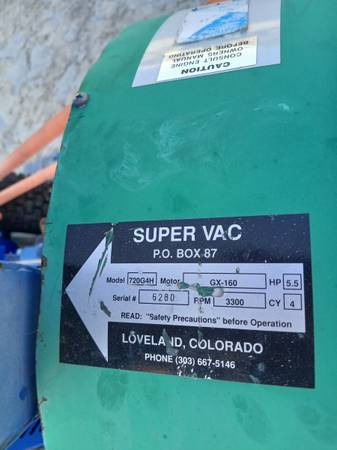 CAUTION
CONSULT ENGINE
OWNERS MANUAL
BEFORE OPERATING
SUPER VAC
P.O. BOX 87
Model 720G4H Motor GX-160 HP 5.5
Serial # 6280 RPM 3300 CY 4
READ: "Safety Precautions" before Operation
LOVELAND, COLORADO
PHONE (303) 667-5146